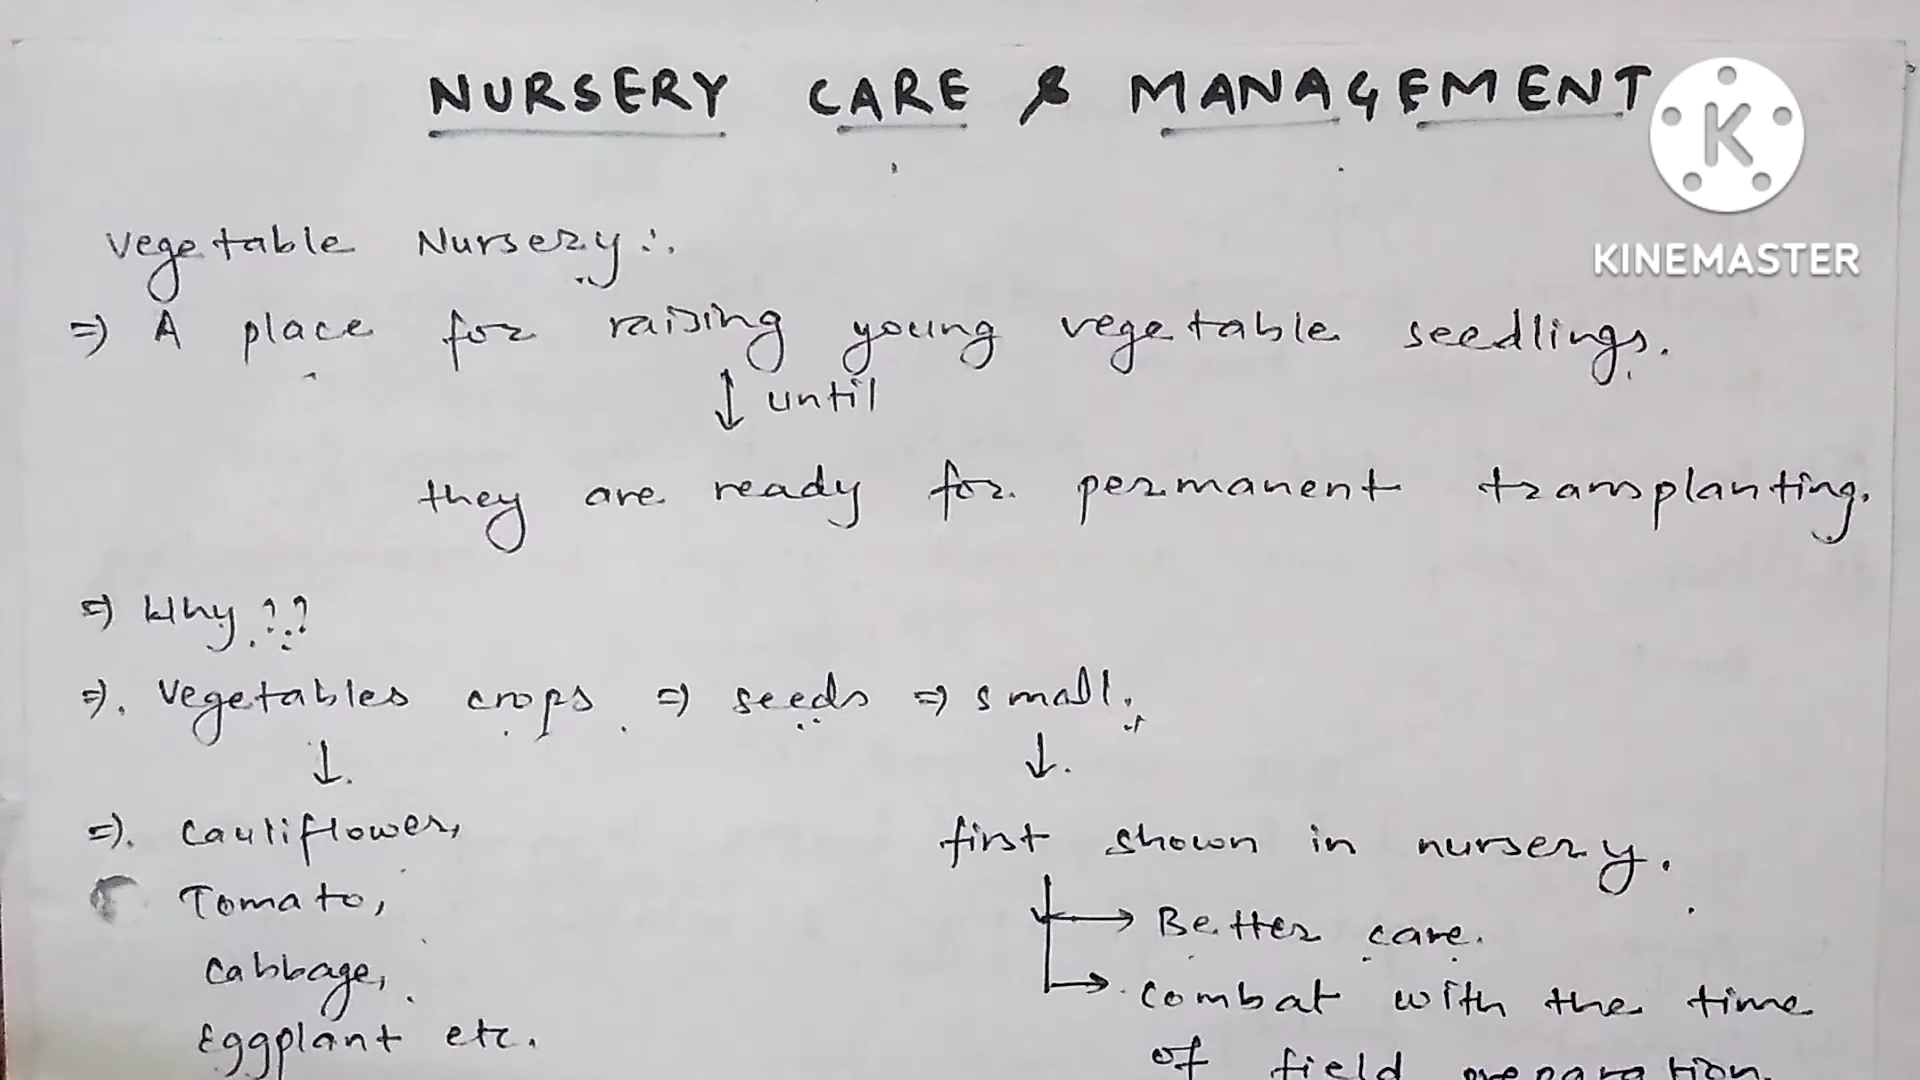 NURSERY CARE & MANAGEMENT
K
KINEMASTER
Vegetable Nursery :.
⇒ A place for raising young vegetable seedlings.
↓ until
they are ready for permanent transplanting.
⇒ Why ??
⇒. Vegetables crops ⇒ seeds ⇒ small.
↓. ↓.
⇒). Cauliflower, first shown in nursery.
Tomato, → Better care.
Cabbage, → combat with the time
Eggplant etc. of field preparation.